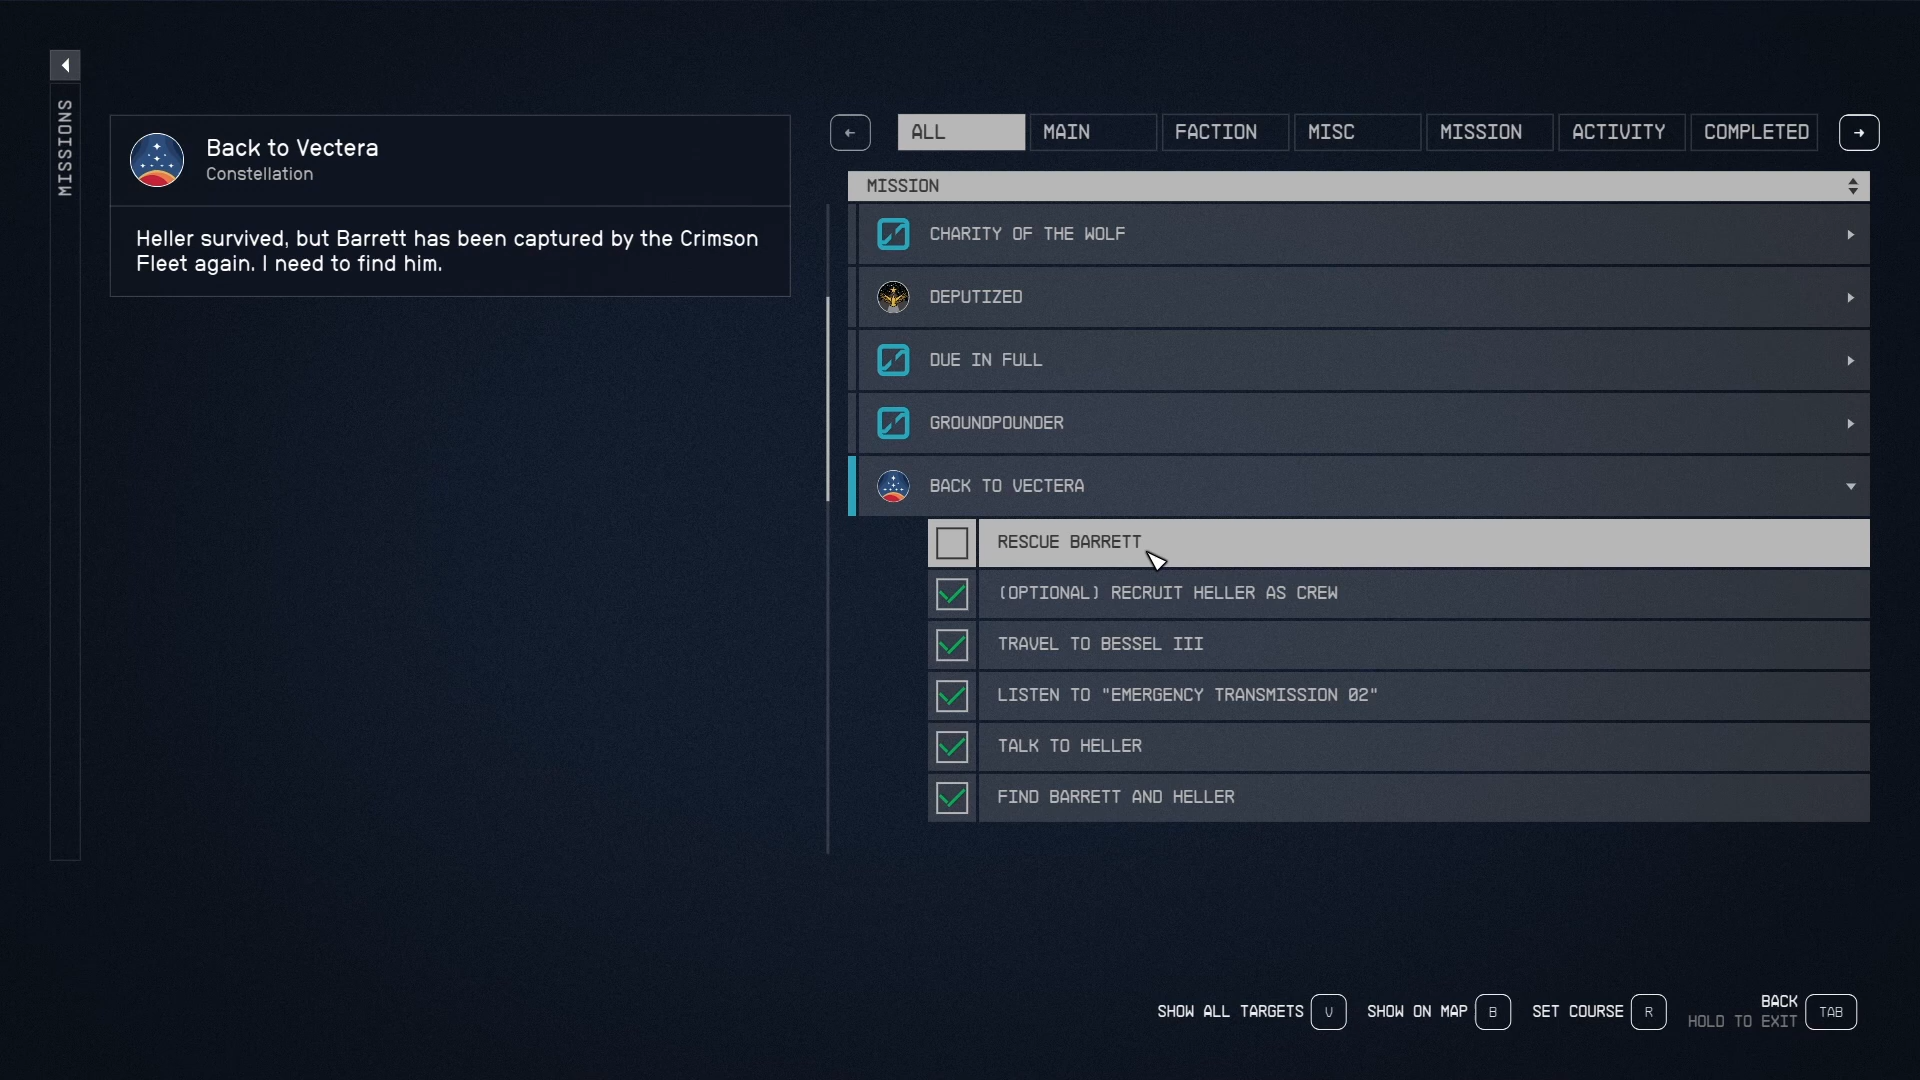 MISSIONS
Back to Vectera
Constellation
Heller survived, but Barrett has been captured by the Crimson
Fleet again. I need to find him.
ALL
MAIN
FACTION
MISC
MISSION
ACTIVITY
COMPLETED
MISSION
CHARITY OF THE WOLF
DEPUTIZED
DUE IN FULL
GROUNDPOUNDER
BACK TO VECTERA
RESCUE BARRETT
(OPTIONAL) RECRUIT HELLER AS CREW
TRAVEL TO BESSEL III
LISTEN TO "EMERGENCY TRANSMISSION 02"
TALK TO HELLER
FIND BARRETT AND HELLER
SHOW ALL TARGETS V
SHOW ON MAP B
SET COURSE R
BACK
HOLD TO EXIT
TAB